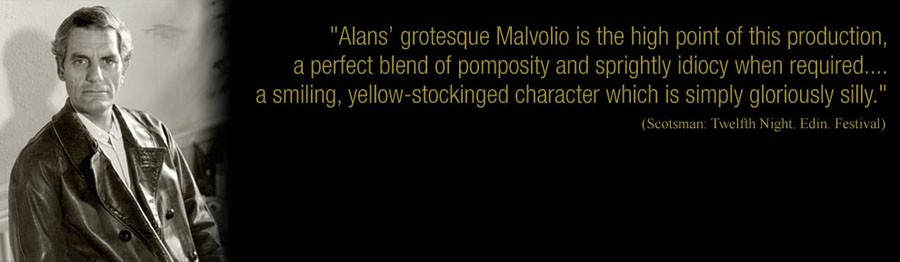 "Alans’ grotesque Malvolio is the high point of this production,
a perfect blend of pomposity and sprightly idiocy when required....
a smiling, yellow-stockinged character which is simply gloriously silly."
(Scotsman: Twelfth Night. Edin. Festival)